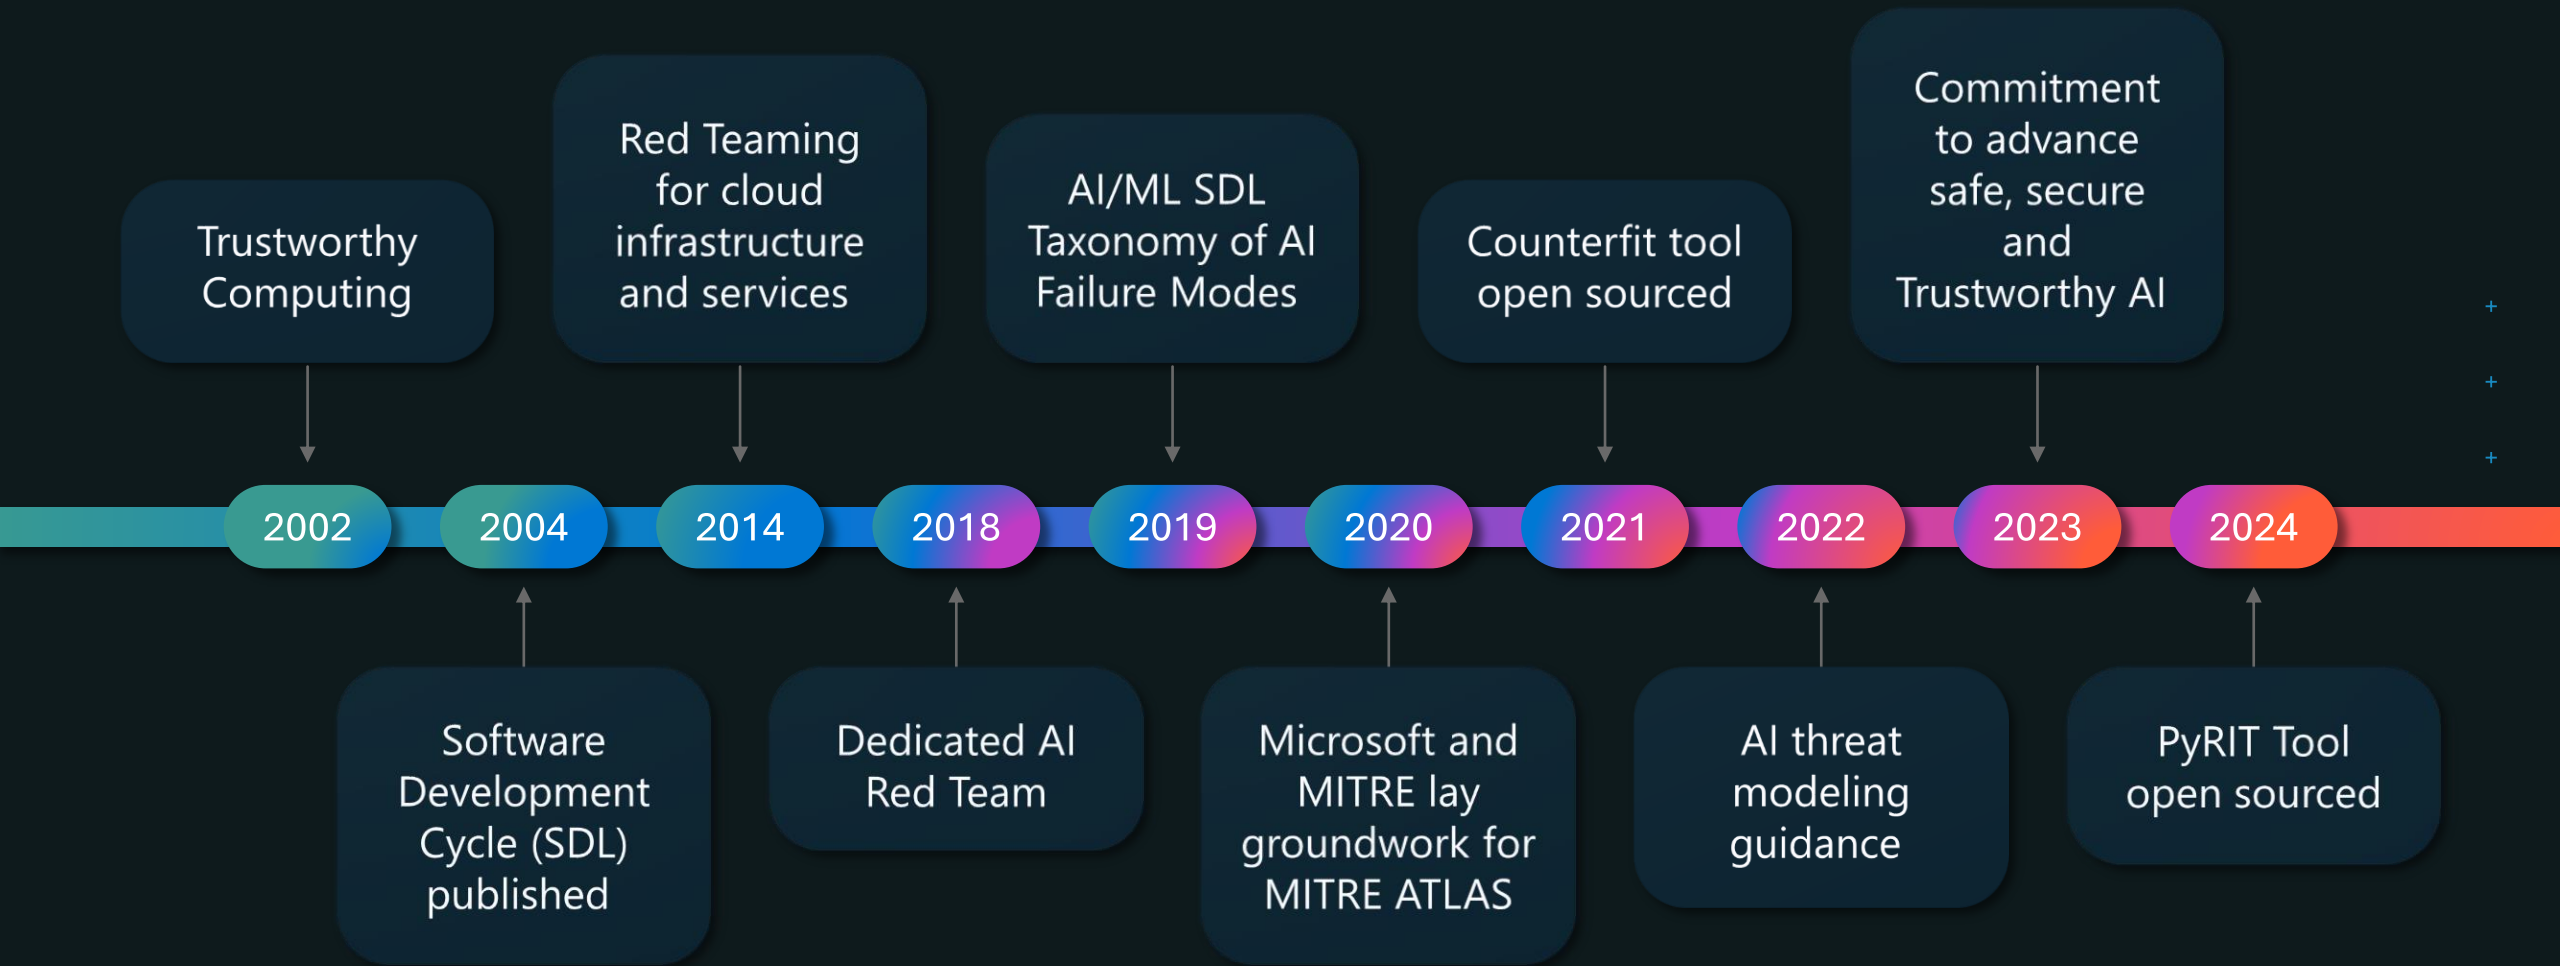 Trustworthy
Computing
Red Teaming
for cloud
infrastructure
and services
AI/ML SDL
Taxonomy of AI
Failure Modes
Counterfit tool
open sourced
Commitment
to advance
safe, secure
and
Trustworthy AI
2002
2004
2014
2018
2019
2020
2021
2022
2023
2024
Software
Development
Cycle (SDL)
published
Dedicated AI
Red Team
Microsoft and
MITRE lay
groundwork for
MITRE ATLAS
AI threat
modeling
guidance
PyRIT Tool
open sourced